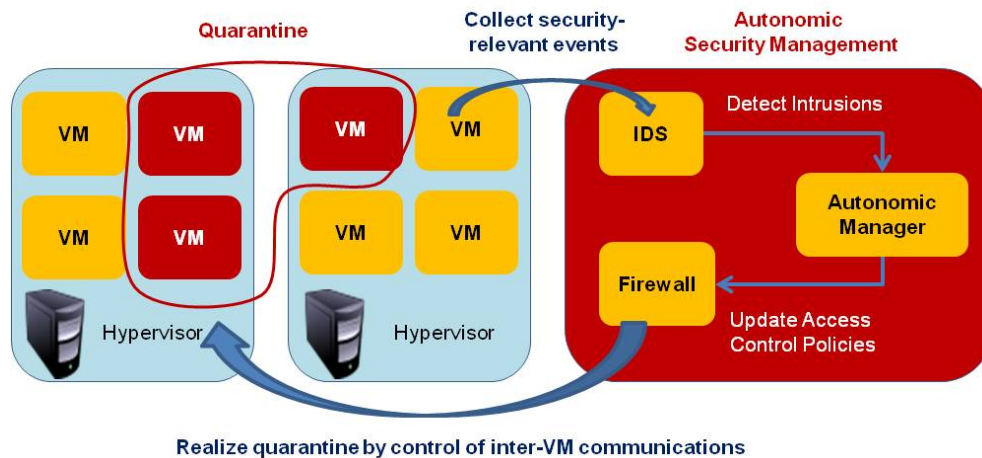 Quarantine
Collect security-
relevant events
Autonomic
Security Management
VM
VM
VM
VM
Hypervisor
VM
VM
VM
VM
Hypervisor
IDS
Detect Intrusions
Autonomic
Manager
Firewall
Update Access
Control Policies
Realize quarantine by control of inter-VM communications